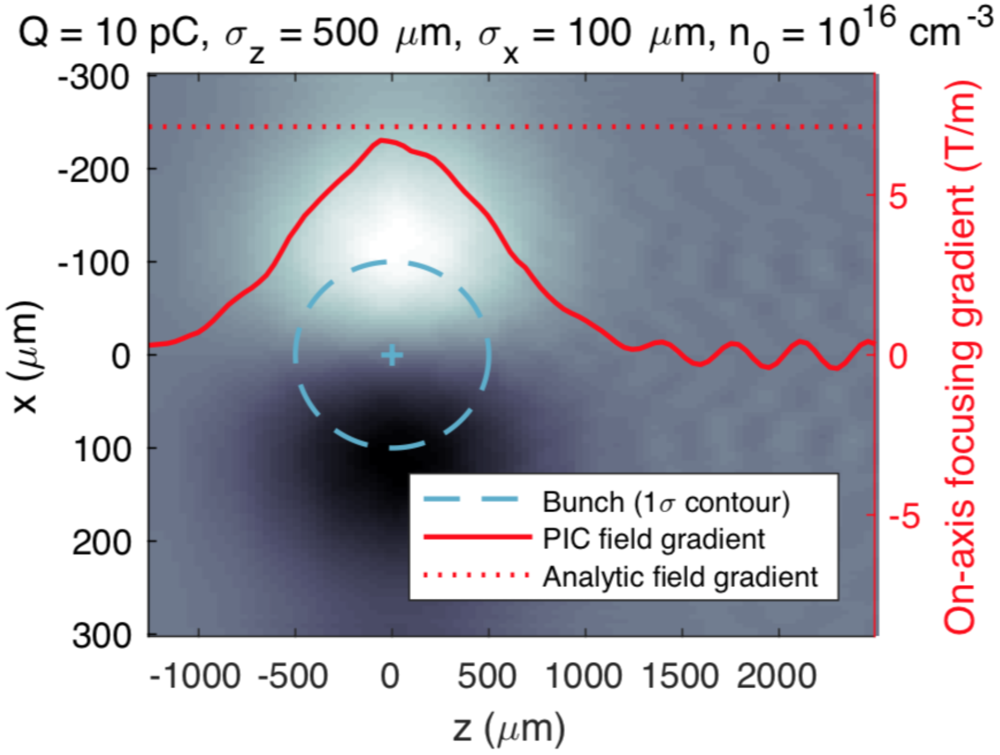 Q = 10 pC, σz = 500 μm, σx = 100 μm, n0 = 10^16 cm^-3
-300
-200
-100
0
100
200
300
x (μm)
-1000 -500 0 500 1000 1500 2000
z (μm)
5
0
-5
On-axis focusing gradient (T/m)
Bunch (1σ contour)
PIC field gradient
Analytic field gradient